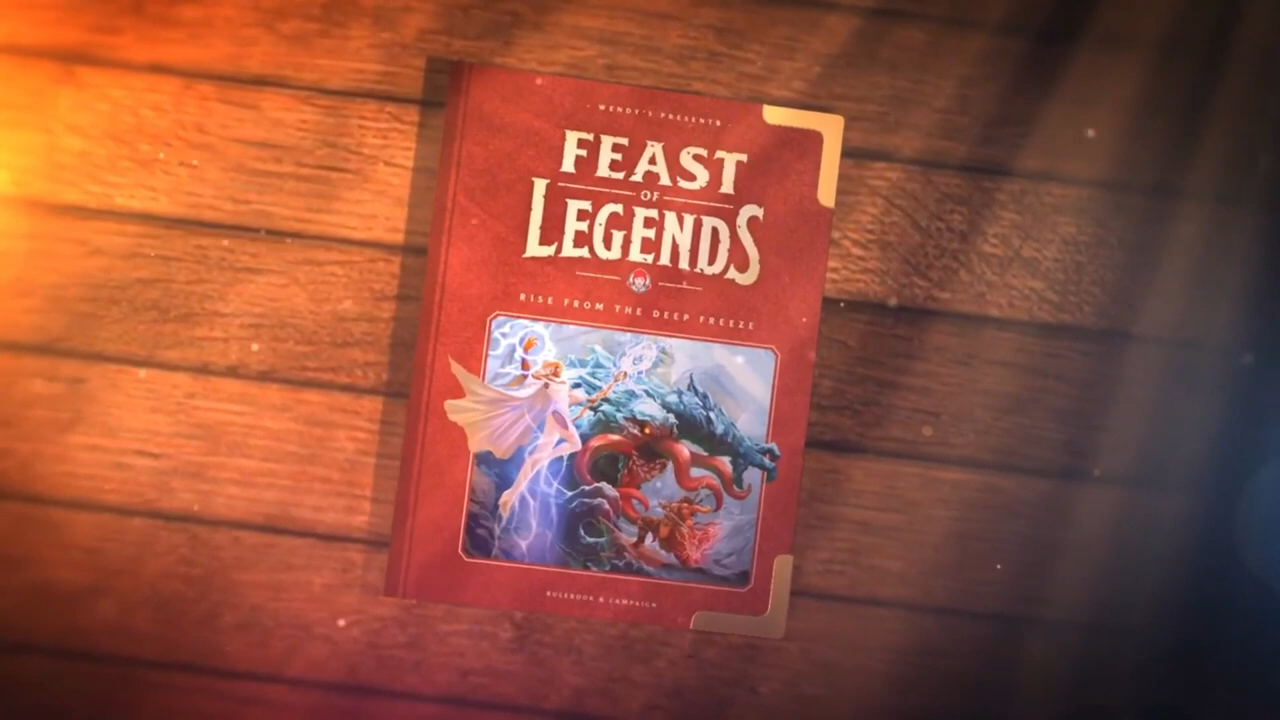 - WENDY'S PRESENTS -
FEAST
OF
LEGENDS
RISE FROM THE DEEP FREEZE
RULEBOOK & CAMPAIGN